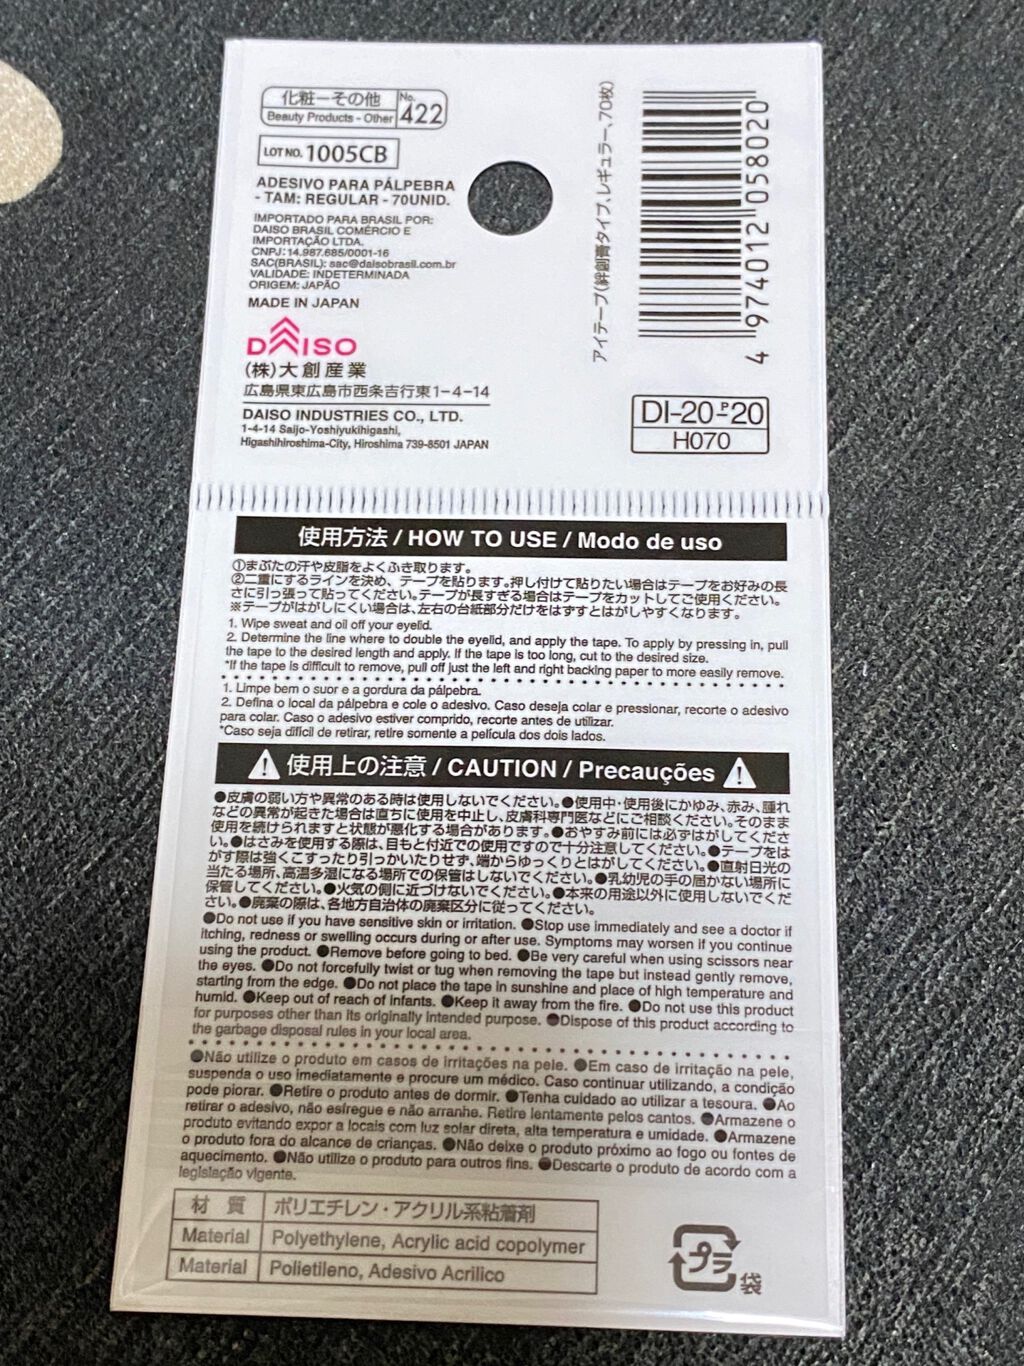 化粧ーその他
Beauty Products - Other
No.
422
LOT NO. 1005CB
ADESIVO PARA PÁLPEBRA
- TAM: REGULAR - 70UNID.
IMPORTADO PARA BRASIL POR:
DAISO BRASIL COMÉRCIO E
IMPORTAÇÃO LTDA.
CNPJ: 14.987.685/0001-16
SAC(BRASIL): sac@daisobrasil.com.br
VALIDADE: INDETERMINADA
ORIGEM: JAPÃO
MADE IN JAPAN
DAISO
(株)大創産業
広島県東広島市西条吉行東1-4-14
DAISO INDUSTRIES CO., LTD.
1-4-14 Saijo-Yoshiyukihigashi,
Higashihiroshima-City, Hiroshima 739-8501 JAPAN
アイテープ(絆創膏タイプ、レギュラー、70枚)
4 974012 058020
DI-20-P-20
H070
使用方法 / HOW TO USE / Modo de uso
①まぶたの汗や皮脂をよくふき取ります。
②二重にするラインを決め、テープを貼ります。押し付けて貼りたい場合はテープをお好みの長
さに引っ張って貼ってください。テープが長すぎる場合はテープをカットしてご使用ください。
※テープがはがしにくい場合は、左右の台紙部分だけをはずすとはがしやすくなります。
1. Wipe sweat and oil off your eyelid.
2. Determine the line where to double the eyelid, and apply the tape. To apply by pressing in, pull
the tape to the desired length and apply. If the tape is too long, cut to the desired size.
*If the tape is difficult to remove, pull off just the left and right backing paper to more easily remove.
1. Limpe bem o suor e a gordura da pálpebra.
2. Defina o local da pálpebra e cole o adesivo. Caso deseja colar e pressionar, recorte o adesivo
para colar. Caso o adesivo estiver comprido, recorte antes de utilizar.
*Caso seja difícil de retirar, retire somente a película dos dois lados.
使用上の注意 / CAUTION / Precauções
●皮膚の弱い方や異常のある時は使用しないでください。●使用中・使用後にかゆみ、赤み、腫れ
などの異常が起きた場合は直ちに使用を中止し、皮膚科専門医などにご相談ください。そのまま
使用を続けられますと状態が悪化する場合があります。●おやすみ前には必ずはがしてくださ
い。●はさみを使用する際は、目もと付近での使用ですので十分注意してください。●テープをは
がす際は強くこすったり引っかいたりせず、端からゆっくりとはがしてください。●直射日光の
当たる場所、高温多湿になる場所での保管はしないでください。●乳幼児の手の届かない場所に
保管してください。●火気の側に近づけないでください。●本来の用途以外に使用しないでくだ
さい。●廃棄の際は、各地方自治体の廃棄区分に従ってください。
●Do not use if you have sensitive skin or irritation. ●Stop use immediately and see a doctor if
itching, redness or swelling occurs during or after use. Symptoms may worsen if you continue
using the product. ●Remove before going to bed. ●Be very careful when using scissors near
the eyes. ●Do not forcefully twist or tug when removing the tape but instead gently remove,
starting from the edge. ●Do not place the tape in sunshine and place of high temperature and
humid. ●Keep out of reach of infants. ●Keep it away from the fire. ●Do not use this product
for purposes other than its originally intended purpose. ●Dispose of this product according to
the garbage disposal rules in your local area.
●Não utilize o produto em casos de irritações na pele. ●Em caso de irritação na pele,
suspenda o uso imediatamente e procure um médico. Caso continuar utilizando, a condição
pode piorar. ●Retire o produto antes de dormir. ●Tenha cuidado ao utilizar a tesoura. ●Ao
retirar o adesivo, não esfregue e não arranhe. Retire lentamente pelos cantos. ●Armazene o
produto evitando expor a locais com luz solar direta, alta temperatura e umidade. ●Armazene
o produto fora do alcance de crianças. ●Não deixe o produto próximo ao fogo ou fontes de
aquecimento. ●Não utilize o produto para outros fins. ●Descarte o produto de acordo com a
legislação vigente.
材 質 ポリエチレン・アクリル系粘着剤
Material Polyethylene, Acrylic acid copolymer
Material Polietileno, Adesivo Acrilico
プラ
袋